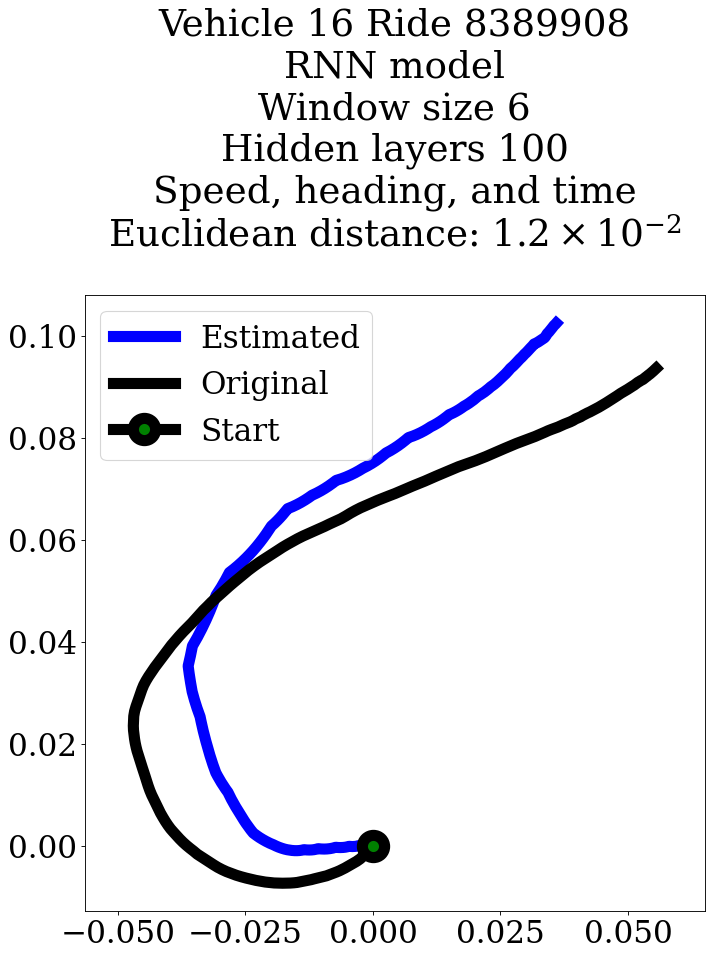 Vehicle 16 Ride 8389908
RNN model
Window size 6
Hidden layers 100
Speed, heading, and time
Euclidean distance: 1.2 × 10⁻²
Estimated
Original
Start
0.10
0.08
0.06
0.04
0.02
0.00
−0.050 −0.025 0.000 0.025 0.050